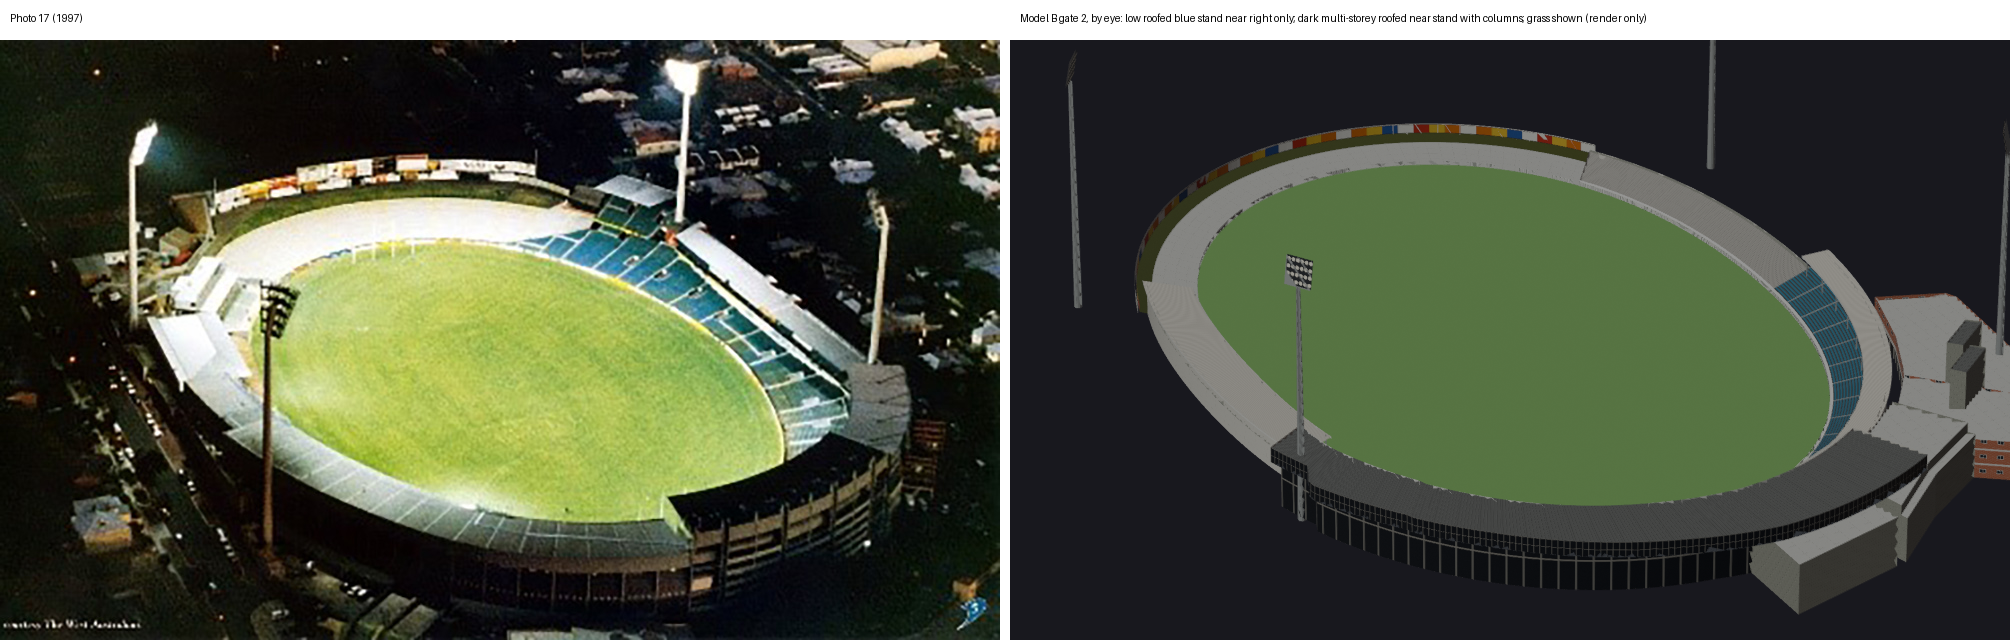 Photo 17 (1997)
Model B gate 2, by eye: low roofed blue stand near right only; dark multi-storey roofed near stand with columns; grass shown (render only)
courtesy The West Australian